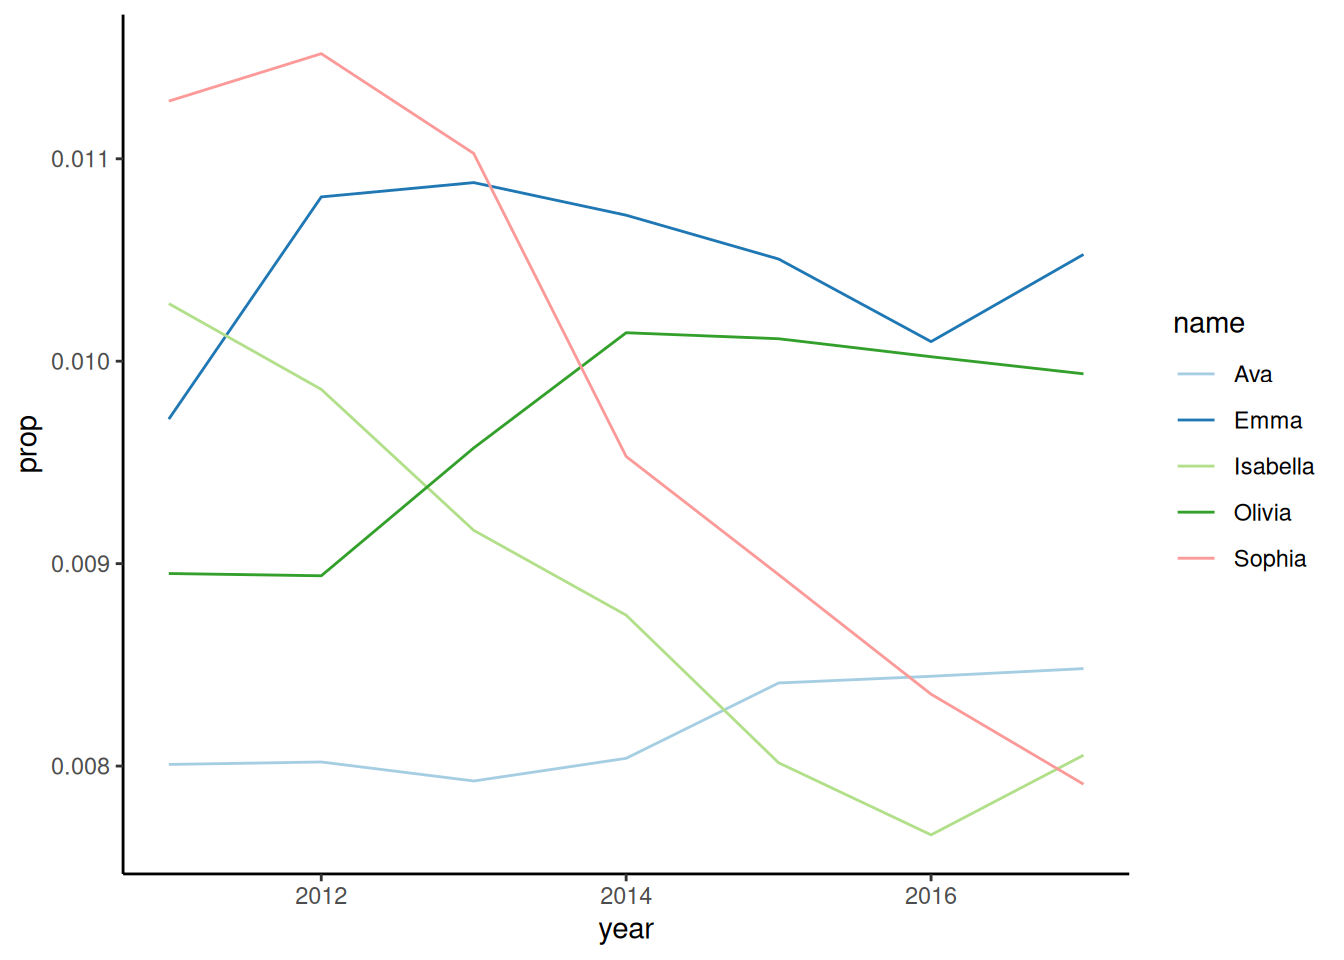 0.011
0.010
0.009
0.008
prop
2012
2014
2016
year
name
Ava
Emma
Isabella
Olivia
Sophia